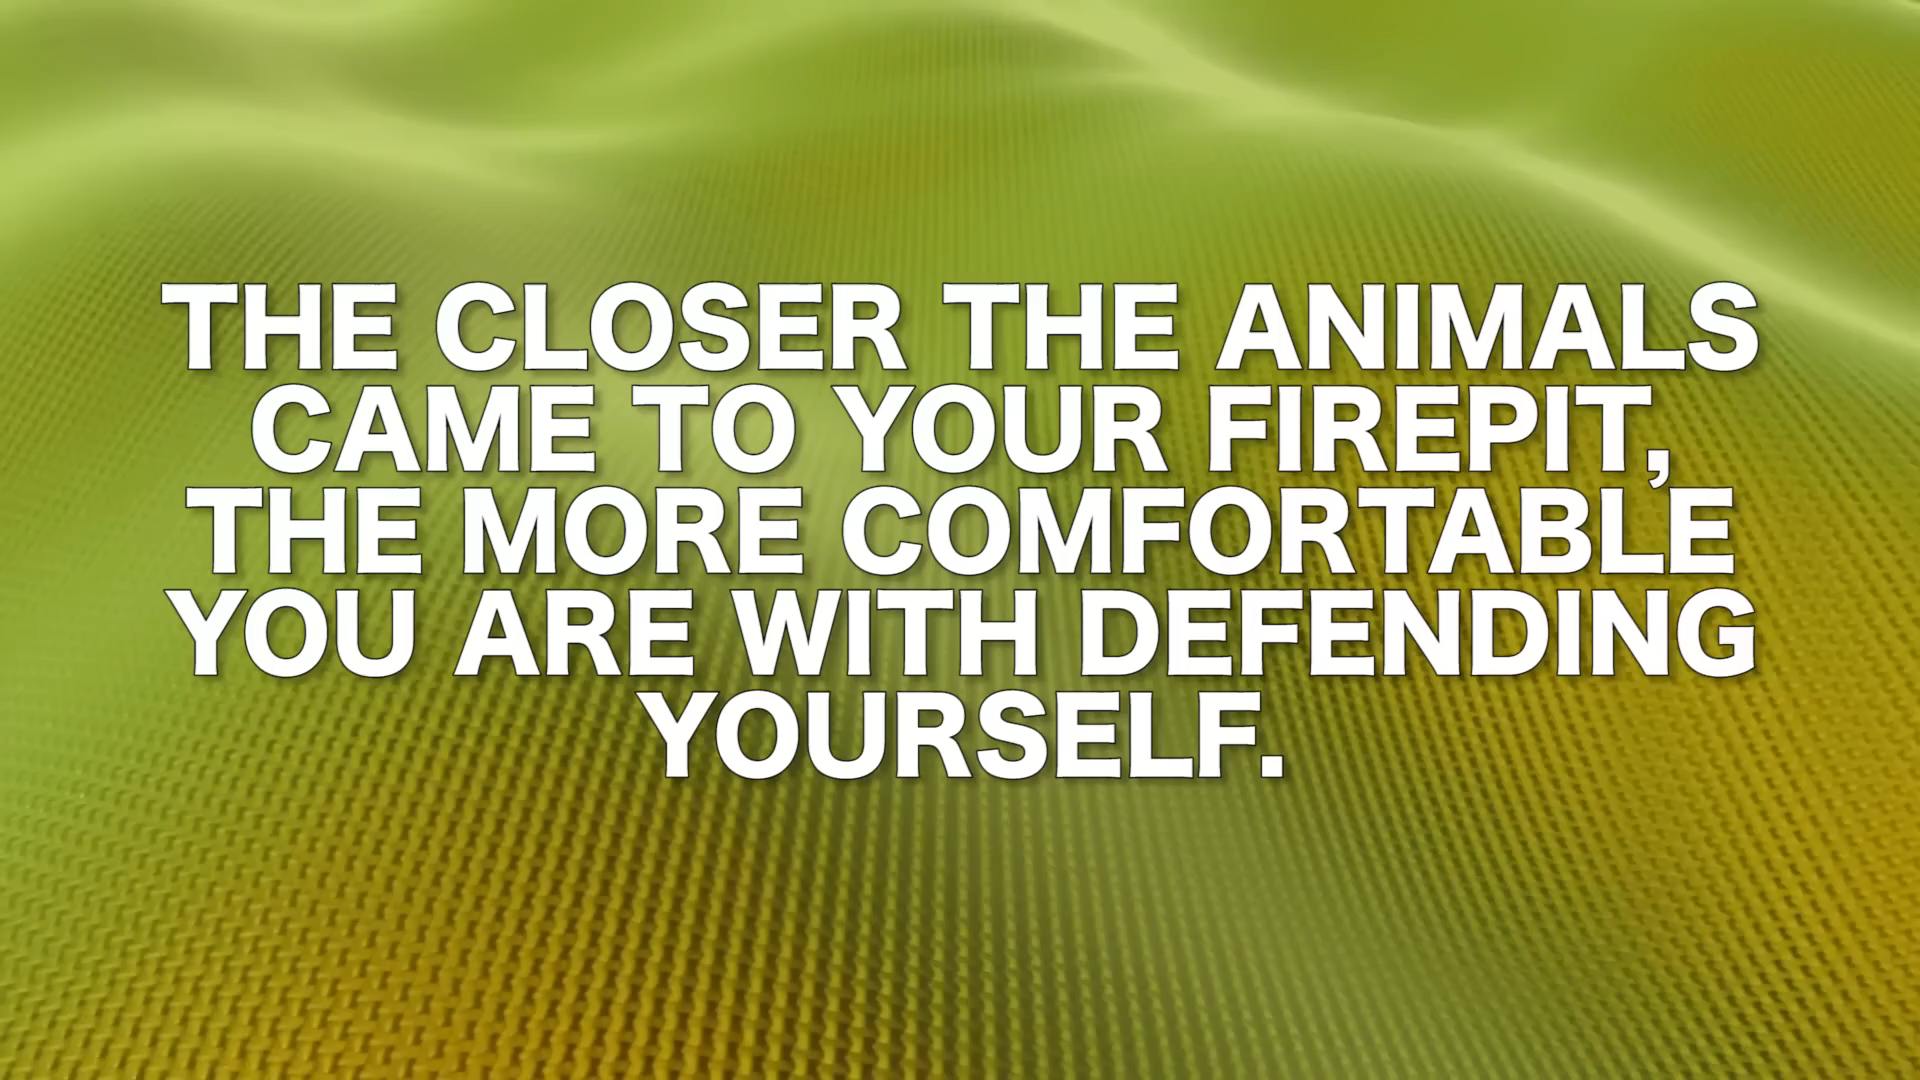 THE CLOSER THE ANIMALS
CAME TO YOUR FIREPIT,
THE MORE COMFORTABLE
YOU ARE WITH DEFENDING
YOURSELF.